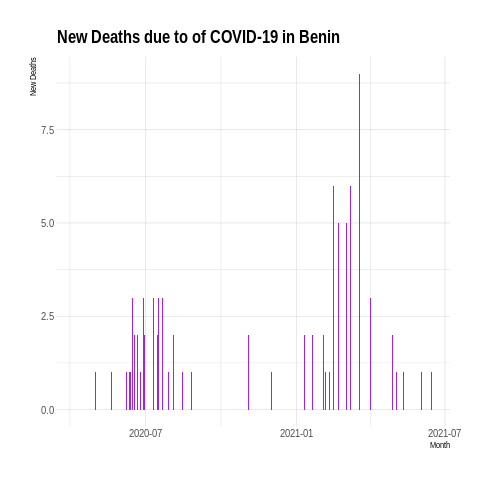 New Deaths due to of COVID-19 in Benin
New Deaths
7.5
5.0
2.5
0.0
2020-07
2021-01
2021-07
Month